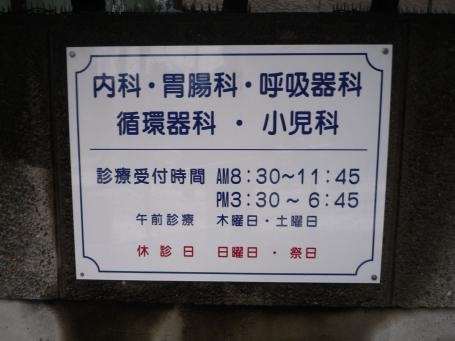 内科・胃腸科・呼吸器科
循環器科・小児科
診療受付時間 AM8:30～11:45
PM3:30～6:45
午前診療 木曜日・土曜日
休診日 日曜日・祭日